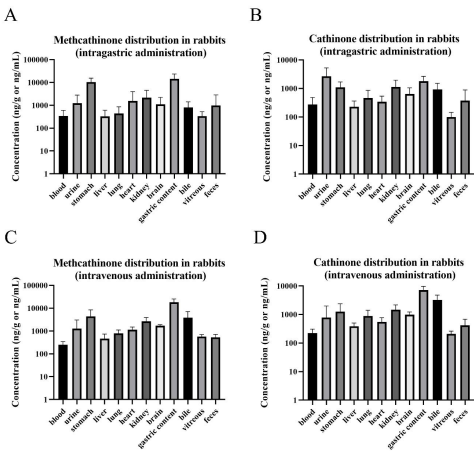 A
Methcathinone distribution in rabbits
(intragastric administration)
Concentration (ng/g or ng/mL)
100000
10000
1000
100
10
1
blood
urine
stomach
liver
lung
heart
kidney
brain
gastric content
bile
vitreous
feces
B
Cathinone distribution in rabbits
(intragastric administration)
Concentration (ng/g or ng/mL)
10000
1000
100
10
1
blood
urine
stomach
liver
lung
heart
kidney
brain
gastric content
bile
vitreous
feces
C
Methcathinone distribution in rabbits
(intravenous administration)
Concentration (ng/g or ng/mL)
100000
10000
1000
100
10
1
blood
urine
stomach
liver
lung
heart
kidney
brain
gastric content
bile
vitreous
feces
D
Cathinone distribution in rabbits
(intravenous administration)
Concentration (ng/g or ng/mL)
10000
1000
100
10
1
blood
urine
stomach
liver
lung
heart
kidney
brain
gastric content
bile
vitreous
feces